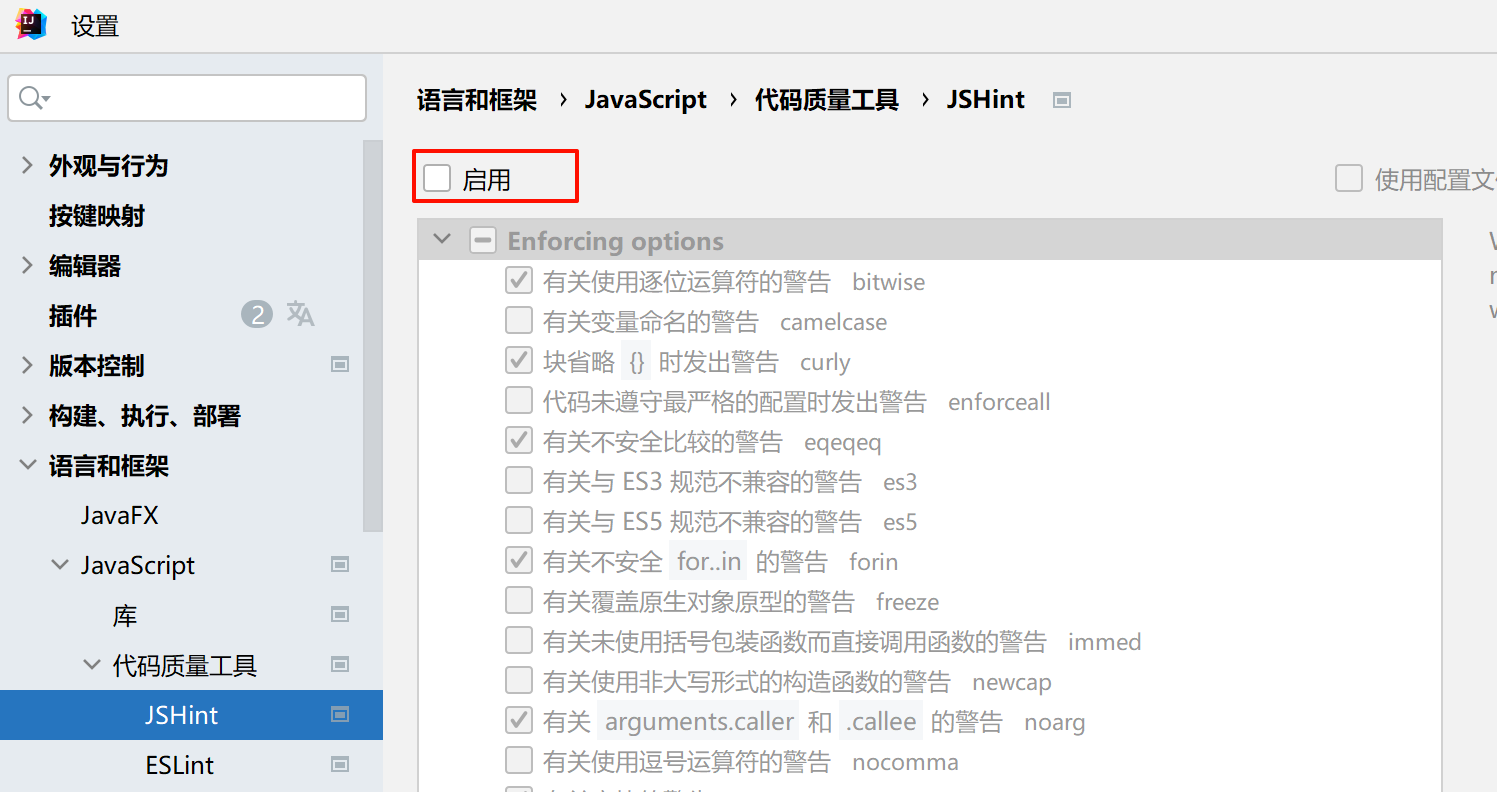 IJ
设置
外观与行为
按键映射
编辑器
插件 2 文A
版本控制
构建、执行、部署
语言和框架
JavaFX
JavaScript
库
代码质量工具
JSHint
ESLint
语言和框架 › JavaScript › 代码质量工具 › JSHint
启用
使用配置文
Enforcing options
有关使用逐位运算符的警告 bitwise
有关变量命名的警告 camelcase
块省略 {} 时发出警告 curly
代码未遵守最严格的配置时发出警告 enforceall
有关不安全比较的警告 eqeqeq
有关与 ES3 规范不兼容的警告 es3
有关与 ES5 规范不兼容的警告 es5
有关不安全 for..in 的警告 forin
有关覆盖原生对象原型的警告 freeze
有关未使用括号包装函数而直接调用函数的警告 immed
有关使用非大写形式的构造函数的警告 newcap
有关 arguments.caller 和 .callee 的警告 noarg
有关使用逗号运算符的警告 nocomma